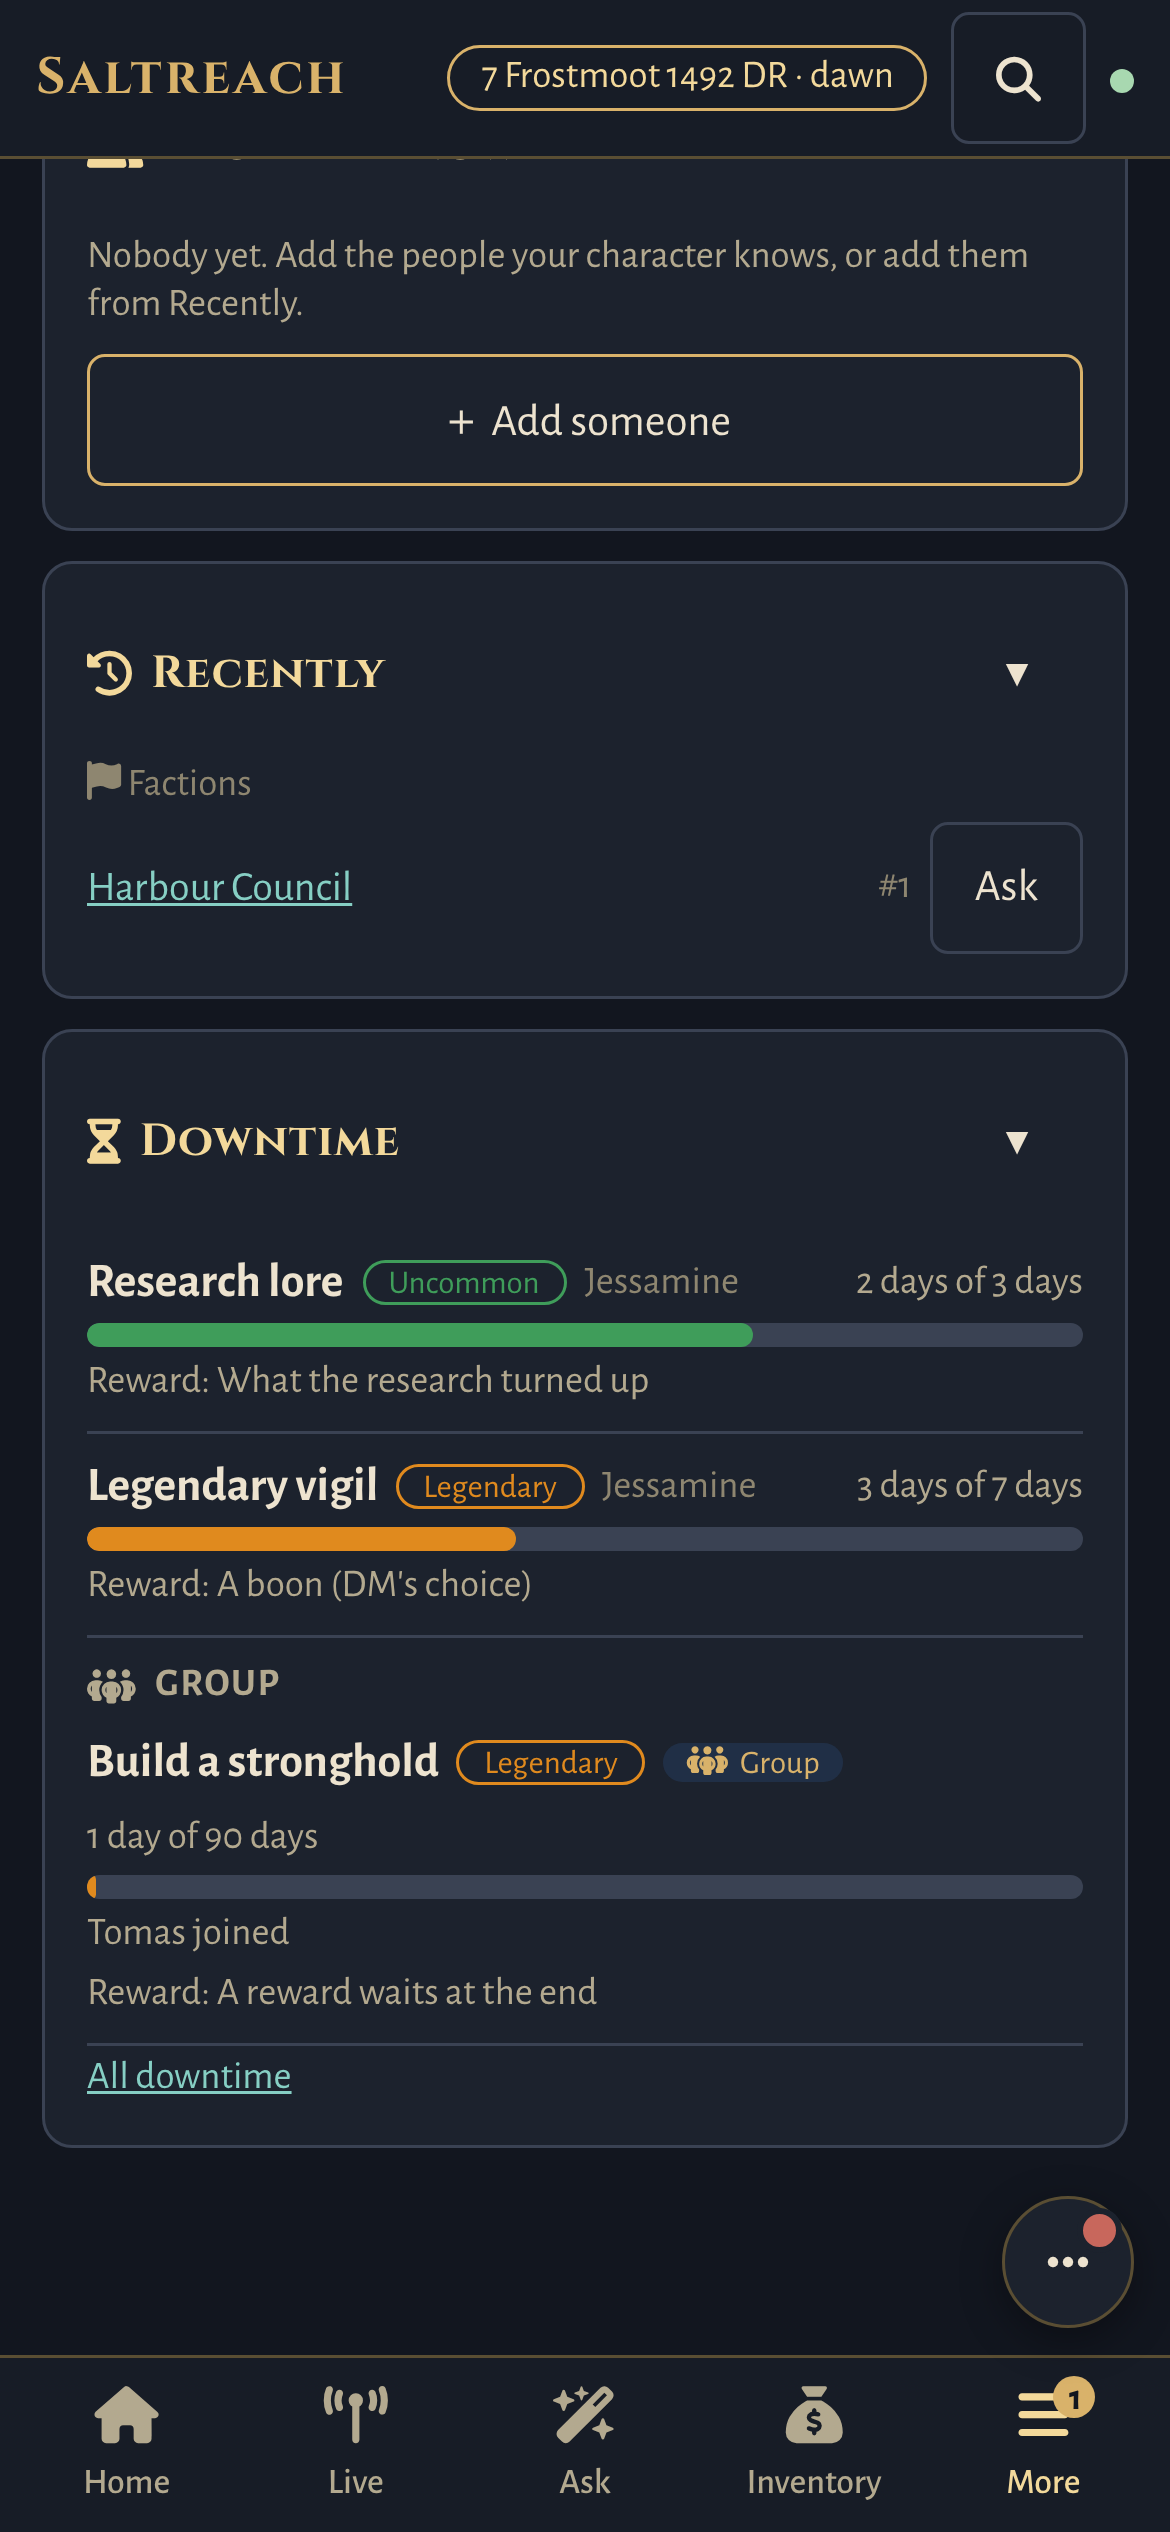 SALTREACH
7 Frostmoot 1492 DR · dawn
Nobody yet. Add the people your character knows, or add them
from Recently.
+ Add someone
RECENTLY ▼
Factions
Harbour Council #1 Ask
DOWNTIME ▼
Research lore Uncommon Jessamine 2 days of 3 days
Reward: What the research turned up
Legendary vigil Legendary Jessamine 3 days of 7 days
Reward: A boon (DM's choice)
GROUP
Build a stronghold Legendary Group
1 day of 90 days
Tomas joined
Reward: A reward waits at the end
All downtime
1
Home Live Ask Inventory More